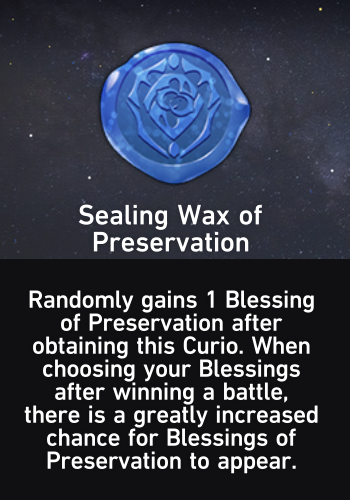 Sealing Wax of
Preservation
Randomly gains 1 Blessing
of Preservation after
obtaining this Curio. When
choosing your Blessings
after winning a battle,
there is a greatly increased
chance for Blessings of
Preservation to appear.